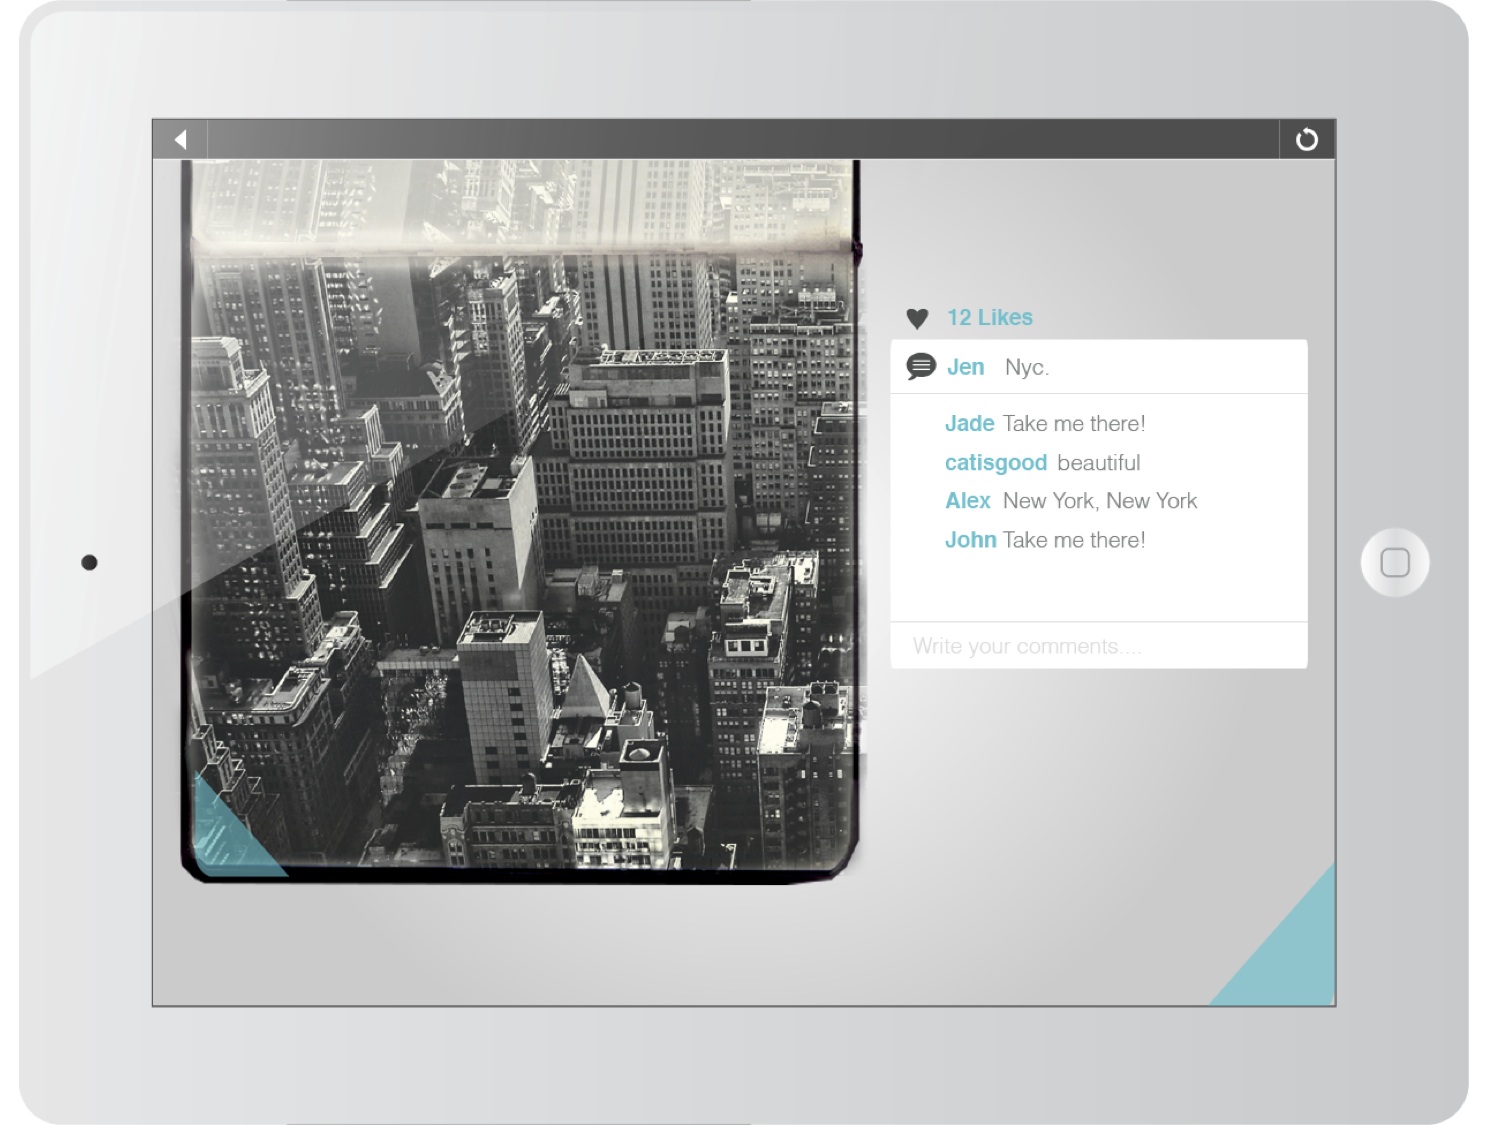 12 Likes
Jen Nyc.
Jade Take me there!
catisgood beautiful
Alex New York, New York
John Take me there!
Write your comments....